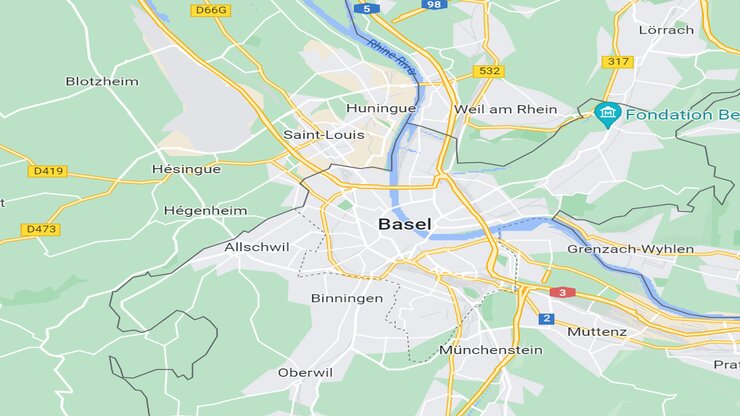 D66G
5
98
Rhine River
Lörrach
Blotzheim
532
317
Huningue
Weil am Rhein
Fondation Be
Saint-Louis
D419
Hésingue
Hégenheim
D473
Basel
Allschwil
Grenzach-Wyhlen
3
Binningen
2
Muttenz
Münchenstein
Prat
Oberwil